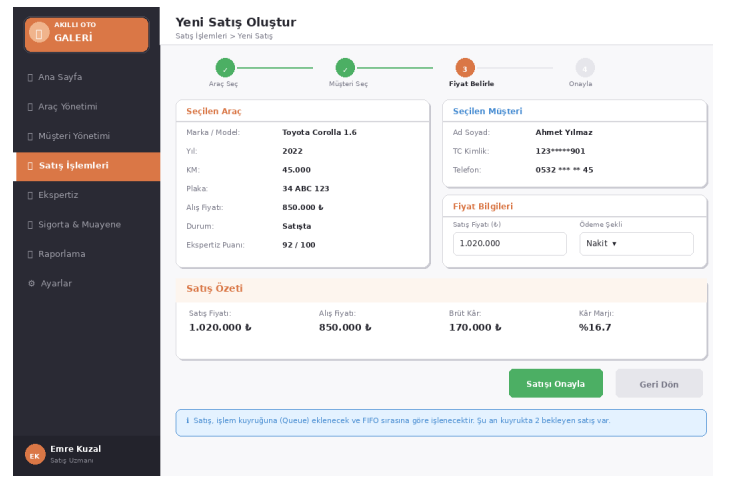 AKILLI OTO
GALERİ
Ana Sayfa
Araç Yönetimi
Müşteri Yönetimi
Satış İşlemleri
Ekspertiz
Sigorta & Muayene
Raporlama
⚙ Ayarlar
EK
Emre Kuzal
Satış Uzmanı
Yeni Satış Oluştur
Satış İşlemleri > Yeni Satış
✓ ✓ 3 4
Araç Seç Müşteri Seç Fiyat Belirle Onayla
Seçilen Araç
Marka / Model: Toyota Corolla 1.6
Yıl: 2022
KM: 45.000
Plaka: 34 ABC 123
Alış Fiyatı: 850.000 ₺
Durum: Satışta
Ekspertiz Puanı: 92 / 100
Seçilen Müşteri
Ad Soyad: Ahmet Yılmaz
TC Kimlik: 123*****901
Telefon: 0532 *** ** 45
Fiyat Bilgileri
Satış Fiyatı (₺) Ödeme Şekli
1.020.000 Nakit ▾
Satış Özeti
Satış Fiyatı: Alış Fiyatı: Brüt Kâr: Kâr Marjı:
1.020.000 ₺ 850.000 ₺ 170.000 ₺ %16.7
Satışı Onayla Geri Dön
ℹ Satış, işlem kuyruğuna (Queue) eklenecek ve FIFO sırasına göre işlenecektir. Şu an kuyrukta 2 bekleyen satış var.